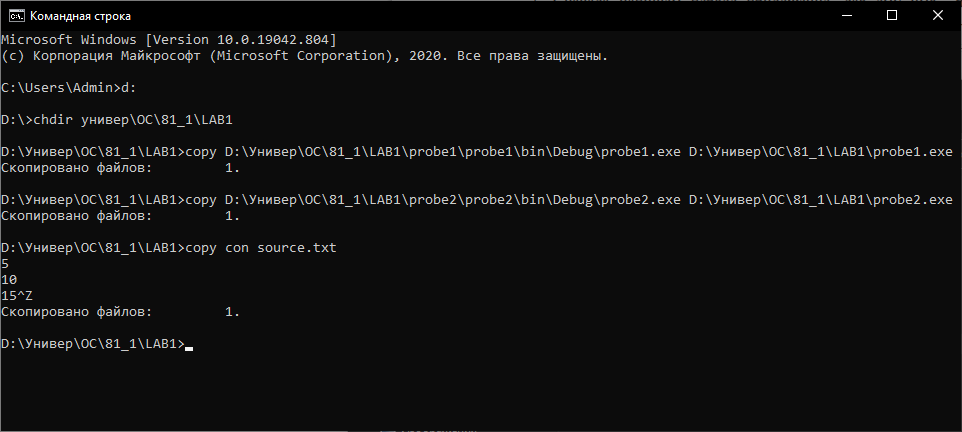 Командная строка
Microsoft Windows [Version 10.0.19042.804]
(c) Корпорация Майкрософт (Microsoft Corporation), 2020. Все права защищены.
C:\Users\Admin>d:
D:\>chdir универ\ОС\81_1\LAB1
D:\Универ\ОС\81_1\LAB1>copy D:\Универ\ОС\81_1\LAB1\probe1\probe1\bin\Debug\probe1.exe D:\Универ\ОС\81_1\LAB1\probe1.exe
Скопировано файлов:         1.
D:\Универ\ОС\81_1\LAB1>copy D:\Универ\ОС\81_1\LAB1\probe2\probe2\bin\Debug\probe2.exe D:\Универ\ОС\81_1\LAB1\probe2.exe
Скопировано файлов:         1.
D:\Универ\ОС\81_1\LAB1>copy con source.txt
5
10
15^Z
Скопировано файлов:         1.
D:\Универ\ОС\81_1\LAB1>